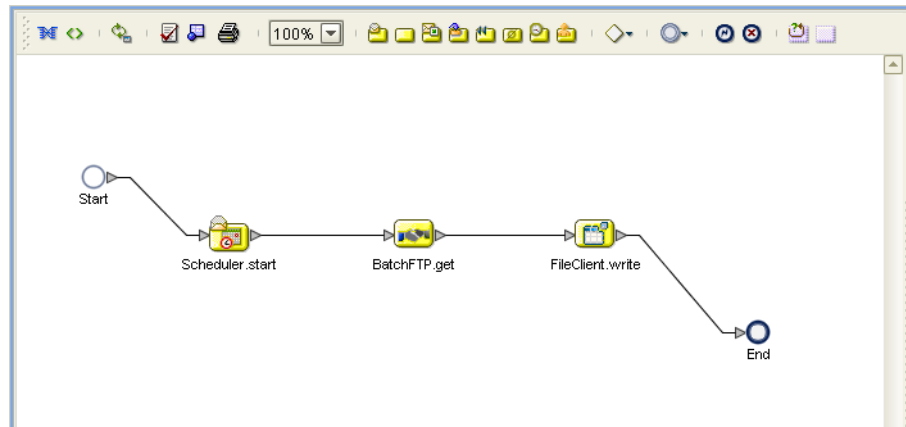 100%
Start
Scheduler.start
BatchFTP.get
FileClient.write
End